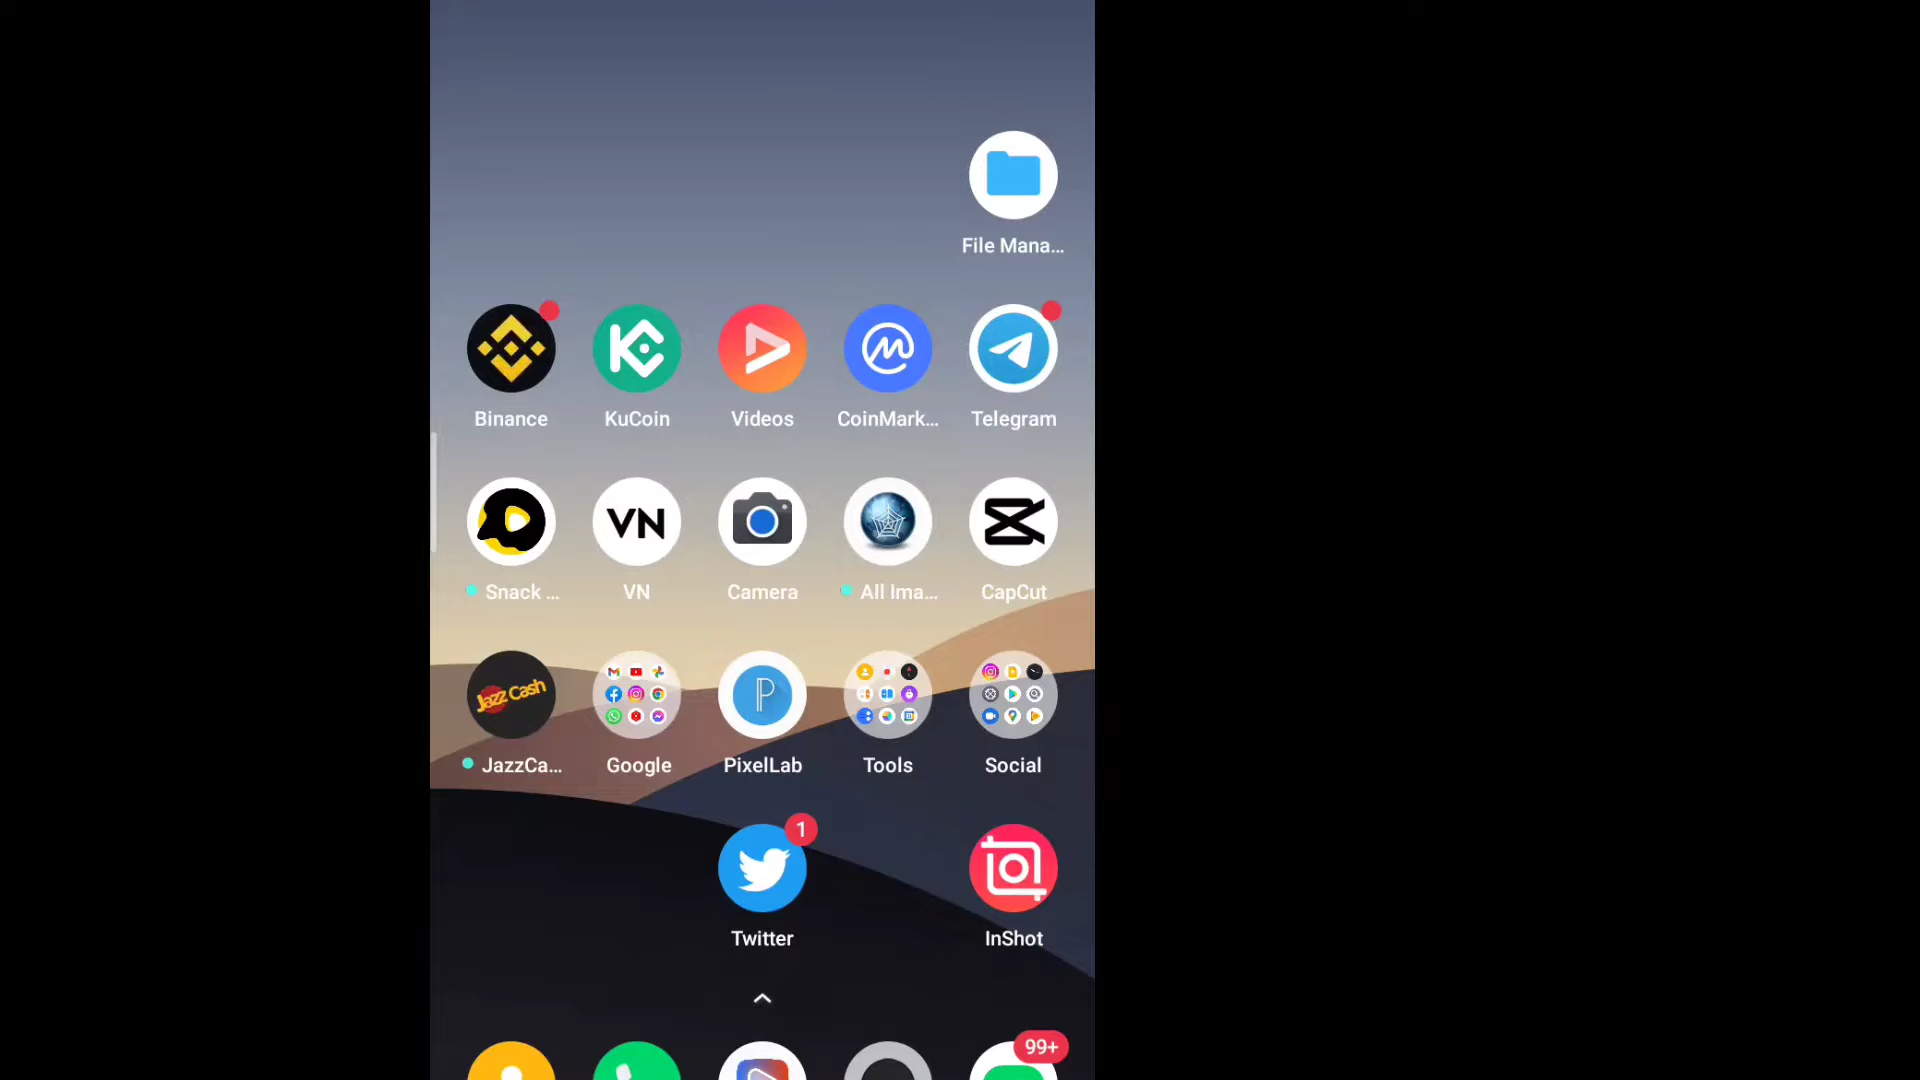 File Mana...
Binance
KuCoin
Videos
CoinMark...
Telegram
VN
Snack ...
VN
Camera
All Ima...
CapCut
Jazz Cash
JazzCa...
Google
PixelLab
Tools
Social
1
Twitter
InShot
99+